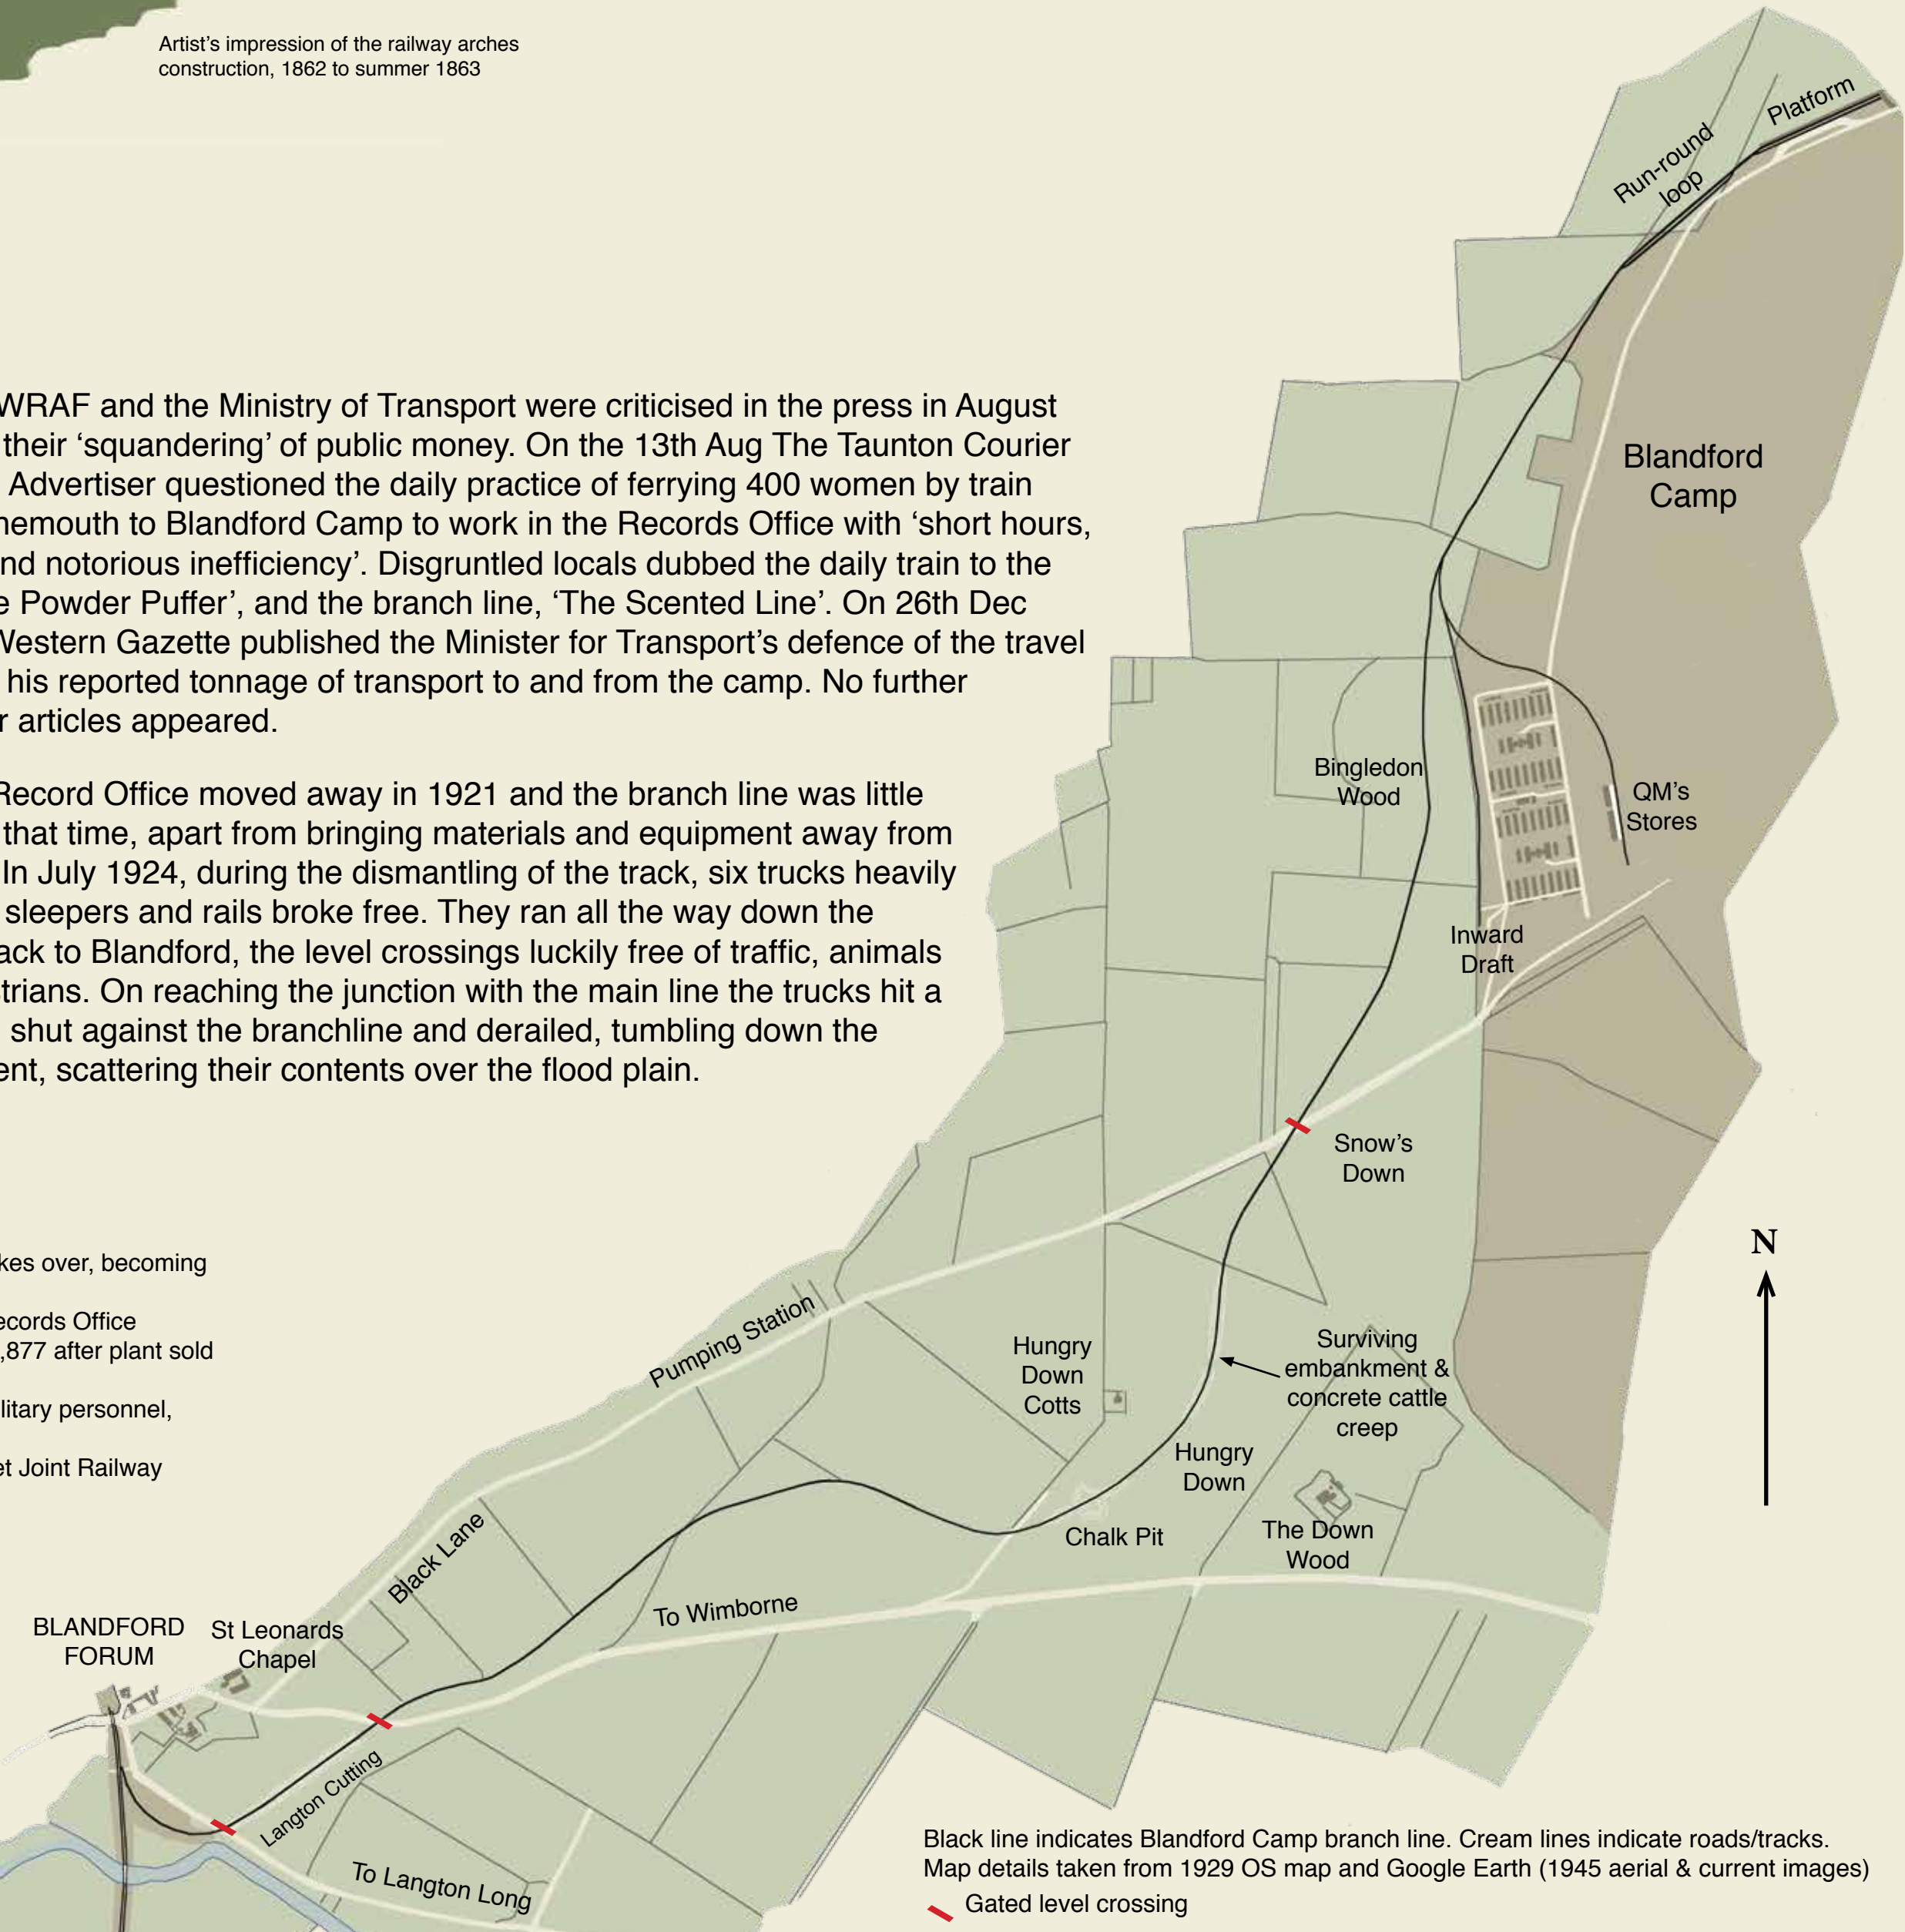 Artist's impression of the railway arches
construction, 1862 to summer 1863
WRAF and the Ministry of Transport were criticised in the press in August
their ‘squandering’ of public money. On the 13th Aug The Taunton Courier
Advertiser questioned the daily practice of ferrying 400 women by train
nemouth to Blandford Camp to work in the Records Office with ‘short hours,
nd notorious inefficiency’. Disgruntled locals dubbed the daily train to the
e Powder Puffer’, and the branch line, ‘The Scented Line’. On 26th Dec
Western Gazette published the Minister for Transport’s defence of the travel
his reported tonnage of transport to and from the camp. No further
r articles appeared.
Record Office moved away in 1921 and the branch line was little
that time, apart from bringing materials and equipment away from
In July 1924, during the dismantling of the track, six trucks heavily
sleepers and rails broke free. They ran all the way down the
ack to Blandford, the level crossings luckily free of traffic, animals
strians. On reaching the junction with the main line the trucks hit a
shut against the branchline and derailed, tumbling down the
ent, scattering their contents over the flood plain.
kes over, becoming
ecords Office
,877 after plant sold
litary personnel,
et Joint Railway
Platform
Run-round
loop
Blandford
Camp
Bingledon
Wood
QM’s
Stores
Inward
Draft
Snow’s
Down
N
Pumping Station
Hungry
Down
Cotts
Surviving
embankment &
concrete cattle
creep
Hungry
Down
Chalk Pit
The Down
Wood
Black Lane
To Wimborne
BLANDFORD
FORUM
St Leonards
Chapel
Langton Cutting
To Langton Long
Black line indicates Blandford Camp branch line. Cream lines indicate roads/tracks.
Map details taken from 1929 OS map and Google Earth (1945 aerial & current images)
Gated level crossing